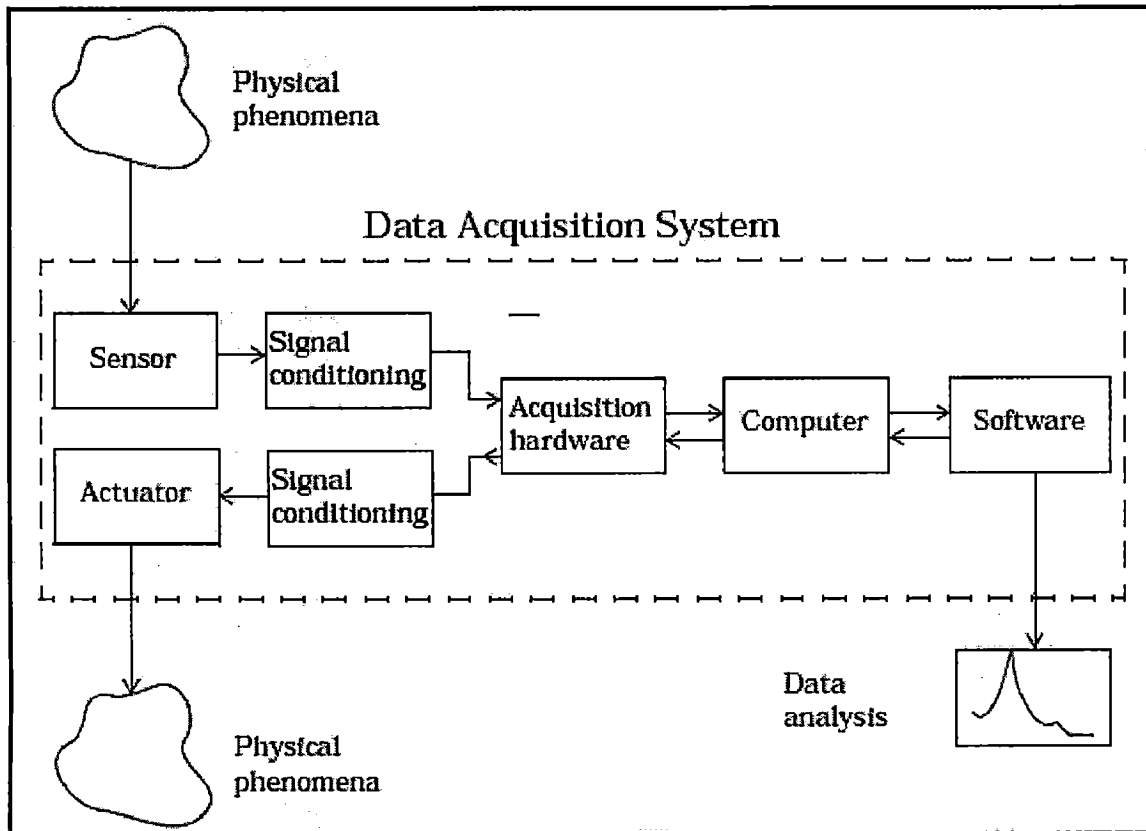 Physical
phenomena
Data Acquisition System
Sensor
Signal
conditioning
Acquisition
hardware
Computer
Software
Actuator
Signal
conditioning
Data
analysis
Physical
phenomena